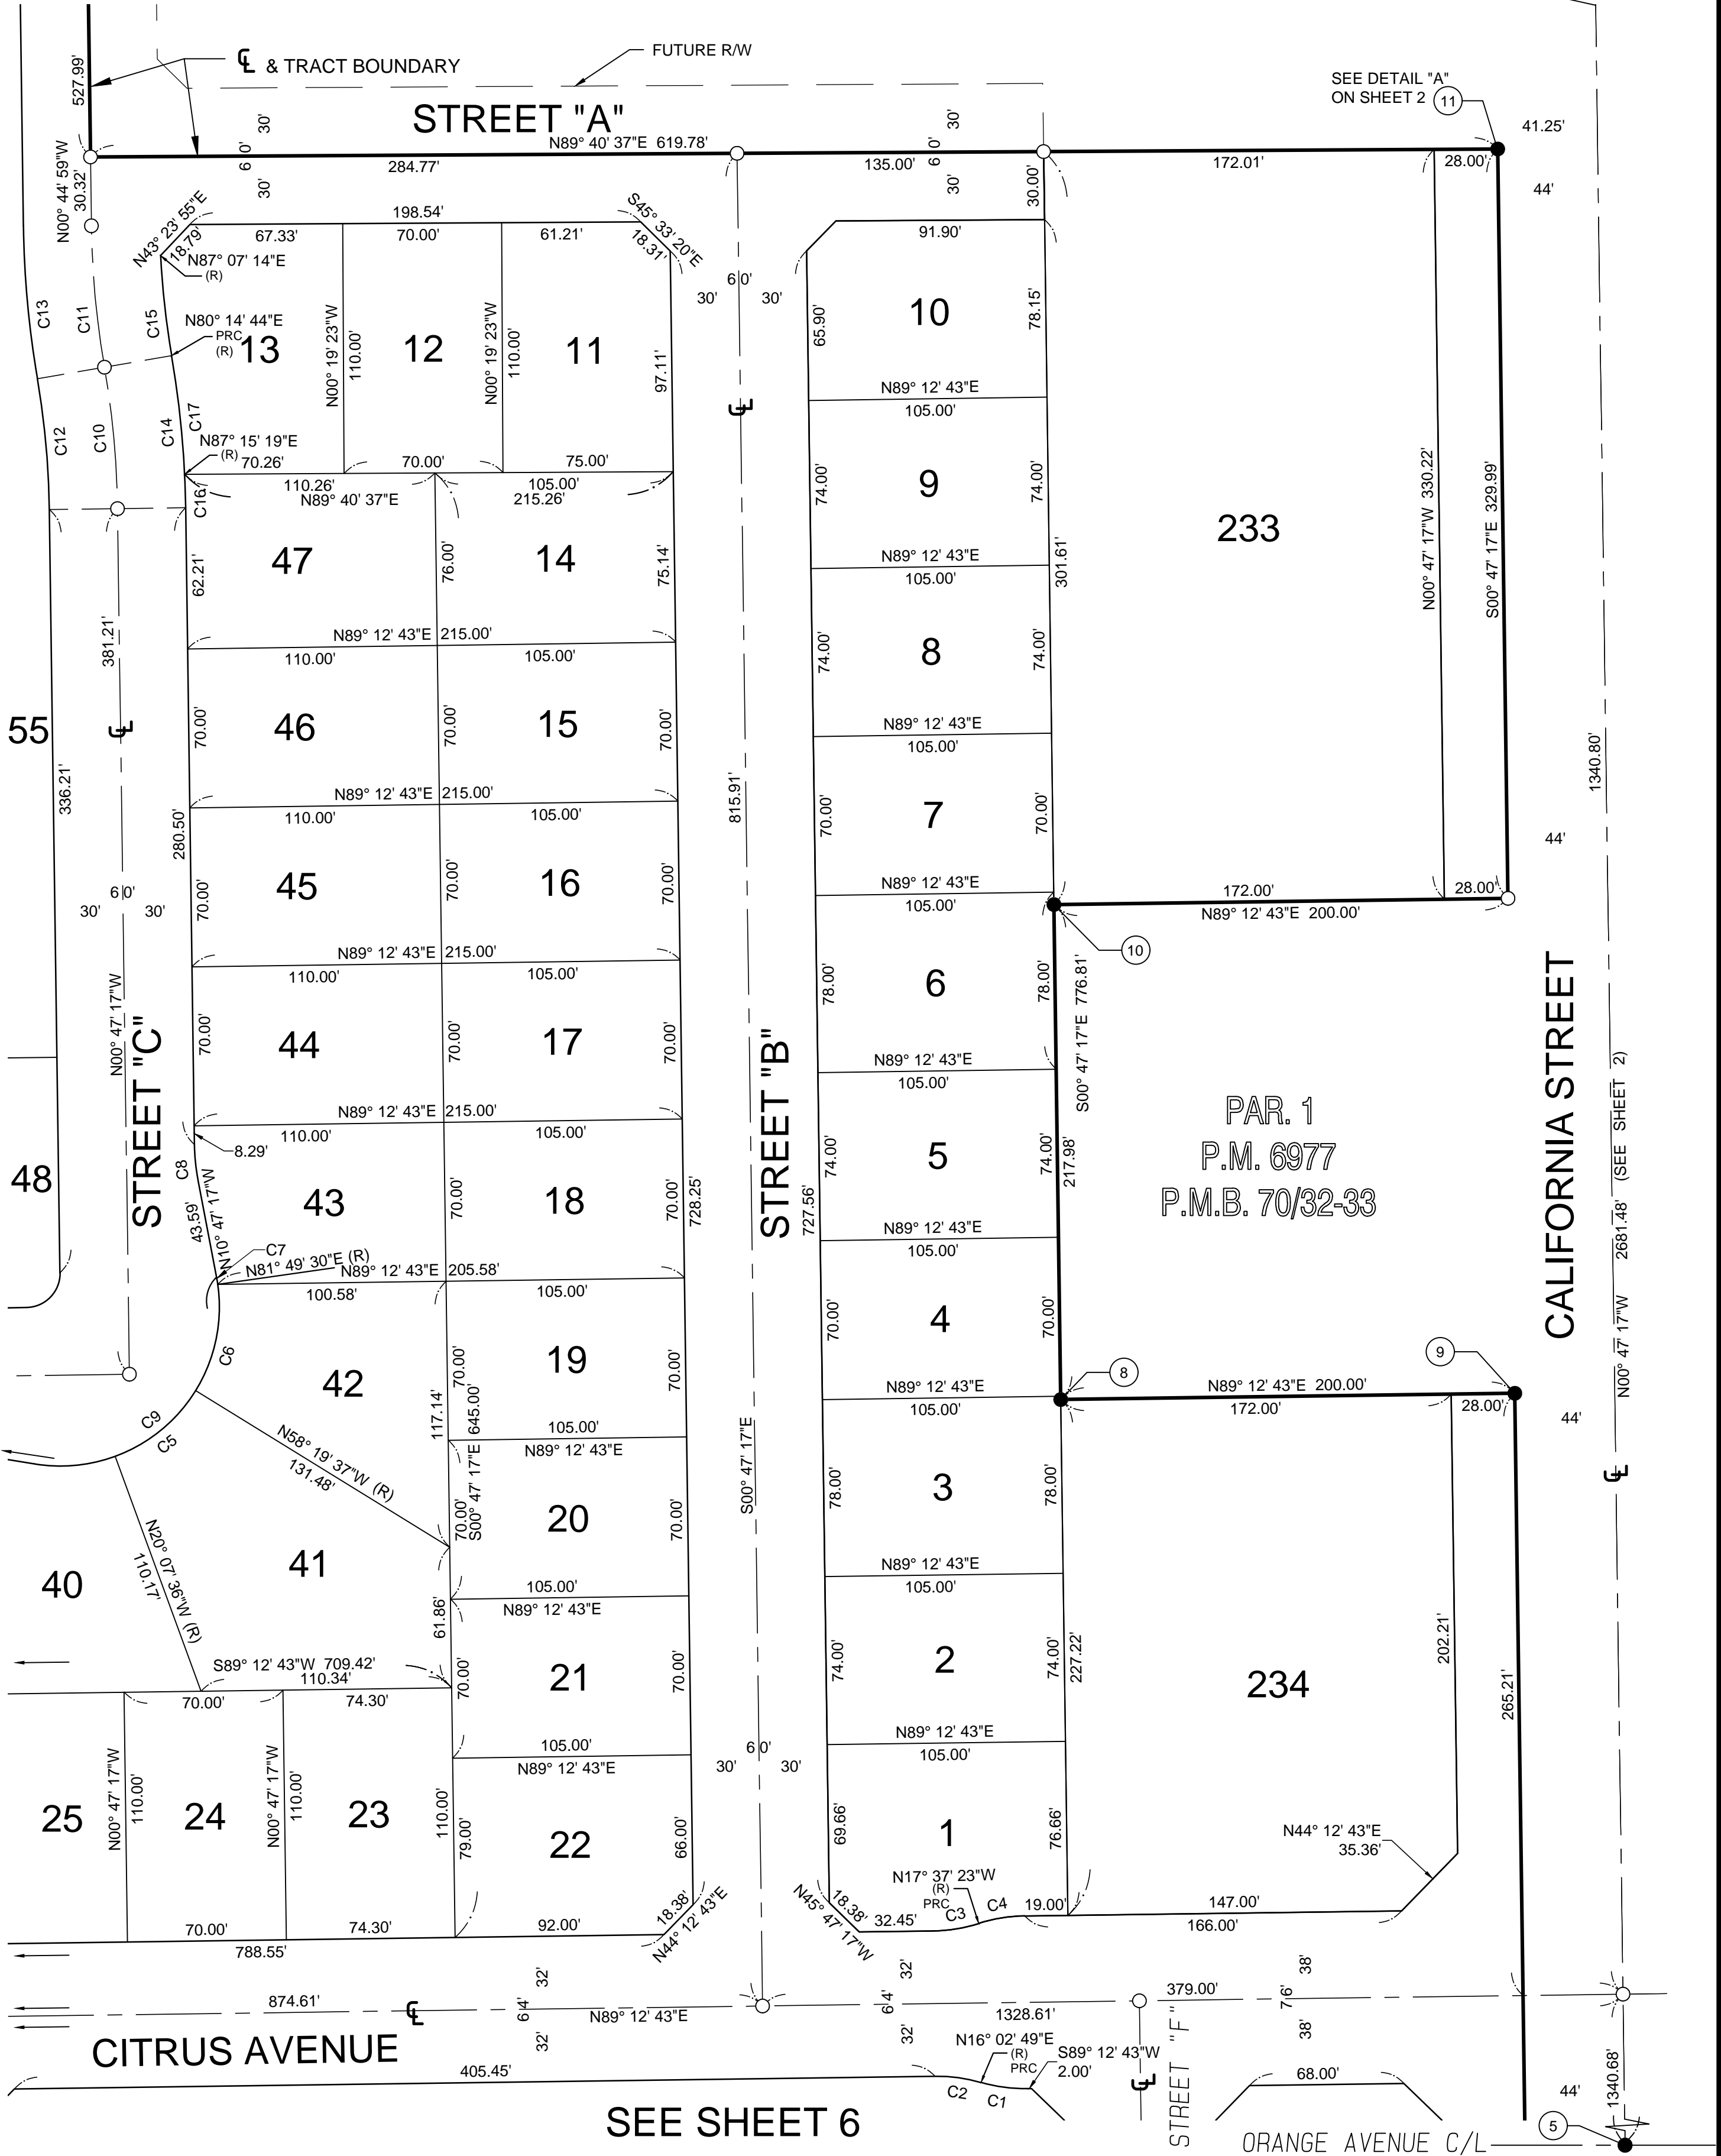 527.99'
℄ & TRACT BOUNDARY
FUTURE R/W
SEE DETAIL "A"
ON SHEET 2
11
41.25'
STREET "A"
30'
60'
30'
N89° 40' 37"E 619.78'
284.77'
135.00'
30'
60'
30'
172.01'
28.00'
44'
N00° 44' 59"W
30.32'
30.00'
N43° 23' 55"E
18.79'
198.54'
S45° 33' 20"E
18.31'
67.33'
70.00'
61.21'
91.90'
N87° 07' 14"E
(R)
60'
30'
30'
C13
C11
C15
N80° 14' 44"E
PRC
(R)
13
N00° 19' 23"W
110.00'
12
N00° 19' 23"W
110.00'
11
97.11'
65.90'
10
78.15'
℄
N89° 12' 43"E
105.00'
C12
C10
C14
C17
N87° 15' 19"E
(R)
70.26'
70.00'
75.00'
110.26'
N89° 40' 37"E
105.00'
215.26'
C16
74.00'
9
74.00'
233
N00° 47' 17"W 330.22'
S00° 47' 17"E 329.99'
62.21'
47
76.00'
14
75.14'
N89° 12' 43"E
105.00'
301.61'
N89° 12' 43"E 215.00'
110.00'
105.00'
381.21'
74.00'
8
74.00'
55
℄
70.00'
46
70.00'
15
70.00'
N89° 12' 43"E
105.00'
336.21'
815.91'
1340.80'
N89° 12' 43"E 215.00'
110.00'
105.00'
70.00'
7
70.00'
44'
280.50'
60'
30'
30'
70.00'
45
70.00'
16
70.00'
N89° 12' 43"E
105.00'
172.00'
28.00'
N89° 12' 43"E 200.00'
10
N89° 12' 43"E 215.00'
110.00'
105.00'
78.00'
6
78.00'
S00° 47' 17"E 776.81'
N00° 47' 17"W
STREET "C"
70.00'
44
70.00'
17
70.00'
STREET "B"
N89° 12' 43"E
105.00'
CALIFORNIA STREET
N00° 47' 17"W 2681.48' (SEE SHEET 2)
PAR. 1
P.M. 6977
P.M.B. 70/32-33
N89° 12' 43"E 215.00'
110.00'
105.00'
8.29'
74.00'
5
74.00'
217.98'
48
C8
43.59'
N10° 47' 17"W
43
70.00'
18
70.00'
728.25'
727.56'
N89° 12' 43"E
105.00'
C7
N81° 49' 30"E (R)
N89° 12' 43"E 205.58'
100.58'
105.00'
70.00'
4
70.00'
9
C6
42
70.00'
19
70.00'
8
N89° 12' 43"E 200.00'
172.00'
28.00'
N89° 12' 43"E
105.00'
44'
117.14'
S00° 47' 17"E 645.00'
C9
C5
N58° 19' 37"W (R)
131.48'
105.00'
N89° 12' 43"E
S00° 47' 17"E
℄
78.00'
3
78.00'
70.00'
20
70.00'
N20° 07' 36"W (R)
110.17'
40
41
N89° 12' 43"E
105.00'
105.00'
N89° 12' 43"E
61.86'
S89° 12' 43"W 709.42'
110.34'
70.00'
74.30'
70.00'
21
70.00'
74.00'
2
74.00'
227.22'
234
202.21'
265.21'
N89° 12' 43"E
105.00'
105.00'
N89° 12' 43"E
60'
30'
30'
25
N00° 47' 17"W
110.00'
24
N00° 47' 17"W
110.00'
23
110.00'
79.00'
22
66.00'
69.66'
1
76.66'
N44° 12' 43"E
35.36'
N17° 37' 23"W
(R)
PRC
C3
C4
19.00'
147.00'
166.00'
18.38'
N44° 12' 43"E
18.38'
N45° 47' 17"W
32.45'
70.00'
74.30'
92.00'
788.55'
32'
64'
32'
32'
64'
32'
38'
76'
38'
874.61'
℄
N89° 12' 43"E
1328.61'
379.00'
CITRUS AVENUE
N16° 02' 49"E
(R)
PRC
S89° 12' 43"W
2.00'
℄
STREET "F"
405.45'
C2
C1
68.00'
44'
1340.68'
SEE SHEET 6
ORANGE AVENUE C/L
5